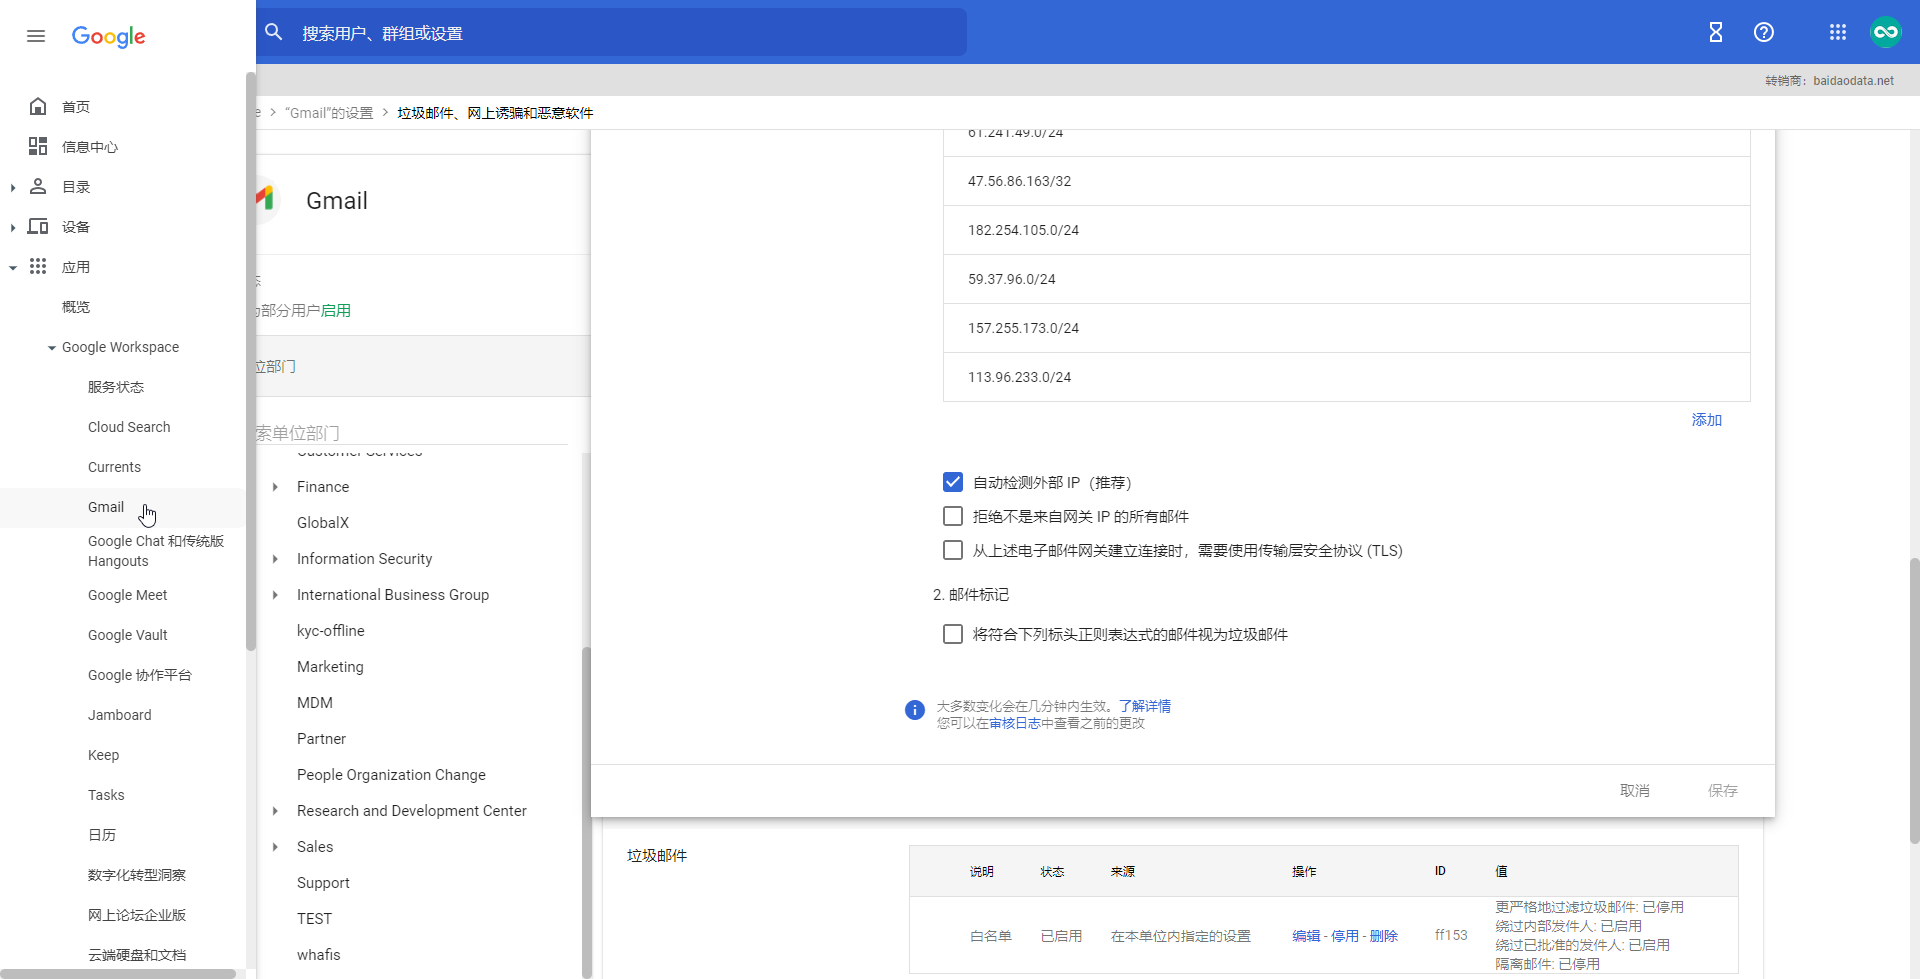 Google
搜索用户、群组或设置
转销商：baidaodata.net
首页
信息中心
目录
设备
应用
概览
Google Workspace
服务状态
Cloud Search
Currents
Gmail
Google Chat 和传统版
Hangouts
Google Meet
Google Vault
Google 协作平台
Jamboard
Keep
Tasks
日历
数字化转型洞察
网上论坛企业版
云端硬盘和文档
e > “Gmail”的设置 > 垃圾邮件、网上诱骗和恶意软件
Gmail
部分用户启用
位部门
索单位部门
Customer Services
Finance
GlobalX
Information Security
International Business Group
kyc-offline
Marketing
MDM
Partner
People Organization Change
Research and Development Center
Sales
Support
TEST
whafis
61.241.49.0/24
47.56.86.163/32
182.254.105.0/24
59.37.96.0/24
157.255.173.0/24
113.96.233.0/24
添加
自动检测外部 IP（推荐）
拒绝不是来自网关 IP 的所有邮件
从上述电子邮件网关建立连接时，需要使用传输层安全协议 (TLS)
2. 邮件标记
将符合下列标头正则表达式的邮件视为垃圾邮件
大多数变化会在几分钟内生效。了解详情
您可以在审核日志中查看之前的更改
取消 保存
垃圾邮件
说明 状态 来源 操作 ID 值
白名单 已启用 在本单位内指定的设置 编辑 - 停用 - 删除 ff153
更严格地过滤垃圾邮件: 已停用
绕过内部发件人: 已启用
绕过已批准的发件人: 已启用
隔离邮件: 已停用